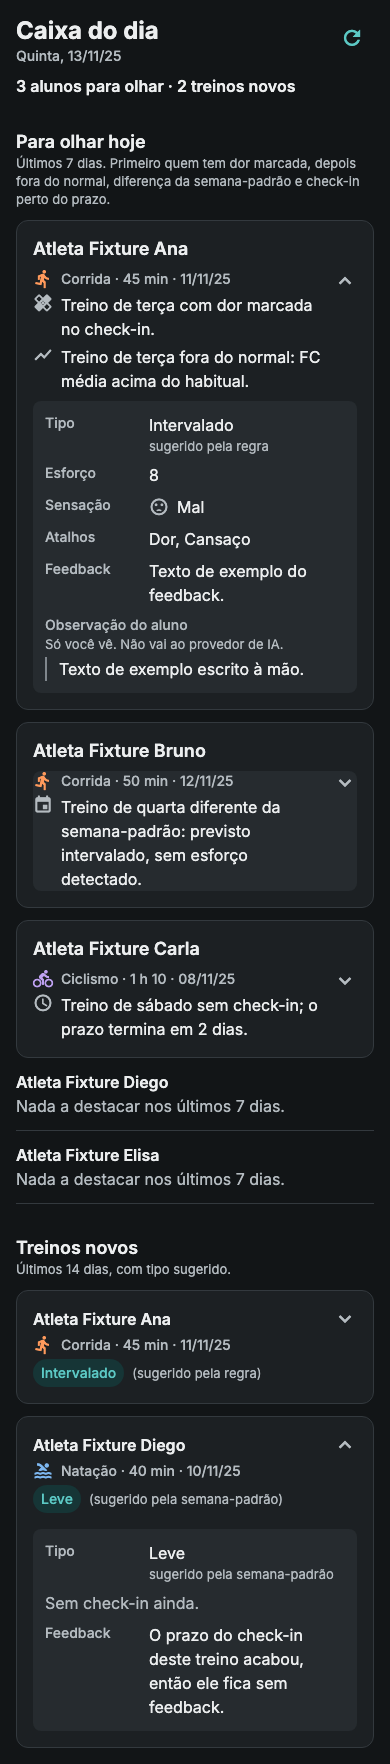 Caixa do dia
Quinta, 13/11/25
3 alunos para olhar · 2 treinos novos
Para olhar hoje
Últimos 7 dias. Primeiro quem tem dor marcada, depois
fora do normal, diferença da semana-padrão e check-in
perto do prazo.
Atleta Fixture Ana
Corrida · 45 min · 11/11/25
Treino de terça com dor marcada
no check-in.
Treino de terça fora do normal: FC
média acima do habitual.
Tipo Intervalado
sugerido pela regra
Esforço 8
Sensação Mal
Atalhos Dor, Cansaço
Feedback Texto de exemplo do
feedback.
Observação do aluno
Só você vê. Não vai ao provedor de IA.
Texto de exemplo escrito à mão.
Atleta Fixture Bruno
Corrida · 50 min · 12/11/25
Treino de quarta diferente da
semana-padrão: previsto
intervalado, sem esforço
detectado.
Atleta Fixture Carla
Ciclismo · 1 h 10 · 08/11/25
Treino de sábado sem check-in; o
prazo termina em 2 dias.
Atleta Fixture Diego
Nada a destacar nos últimos 7 dias.
Atleta Fixture Elisa
Nada a destacar nos últimos 7 dias.
Treinos novos
Últimos 14 dias, com tipo sugerido.
Atleta Fixture Ana
Corrida · 45 min · 11/11/25
Intervalado (sugerido pela regra)
Atleta Fixture Diego
Natação · 40 min · 10/11/25
Leve (sugerido pela semana-padrão)
Tipo Leve
sugerido pela semana-padrão
Sem check-in ainda.
Feedback O prazo do check-in
deste treino acabou,
então ele fica sem
feedback.